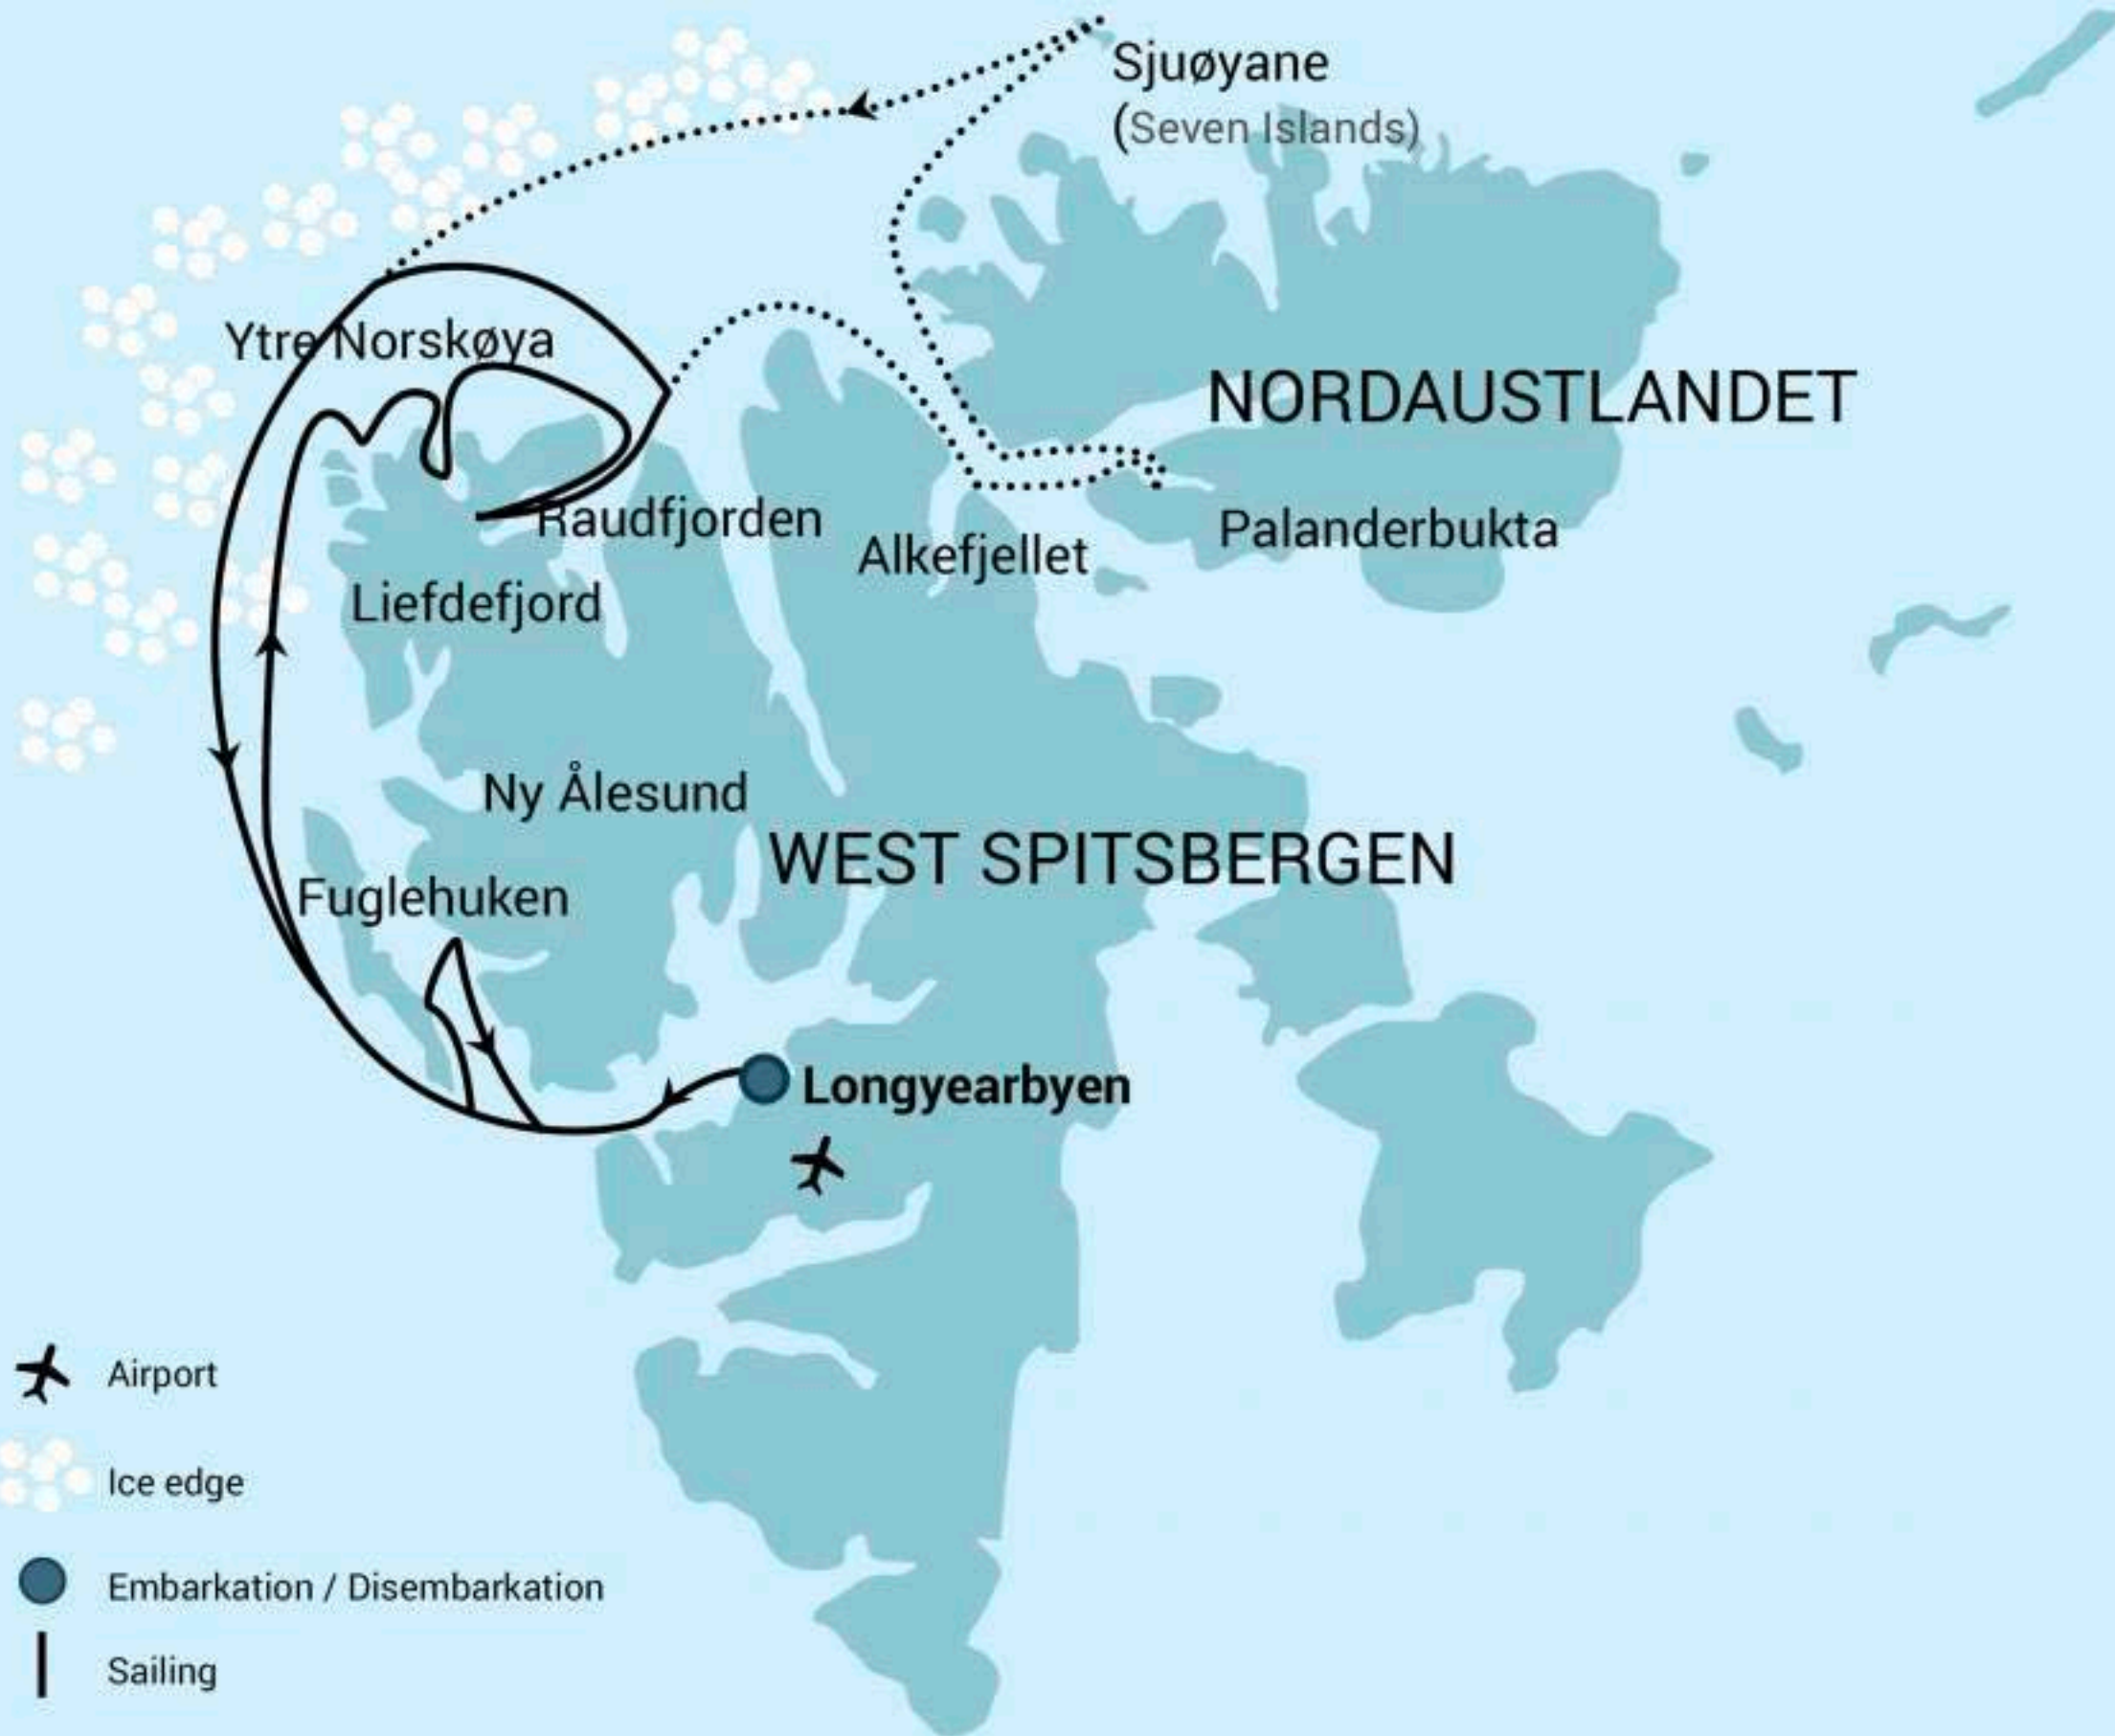 Sjuøyane
(Seven Islands)
Ytre Norskøya
NORDAUSTLANDET
Raudfjorden
Alkefjellet
Palanderbukta
Liefdefjord
Ny Ålesund
WEST SPITSBERGEN
Fuglehuken
Longyearbyen
Airport
Ice edge
Embarkation / Disembarkation
Sailing